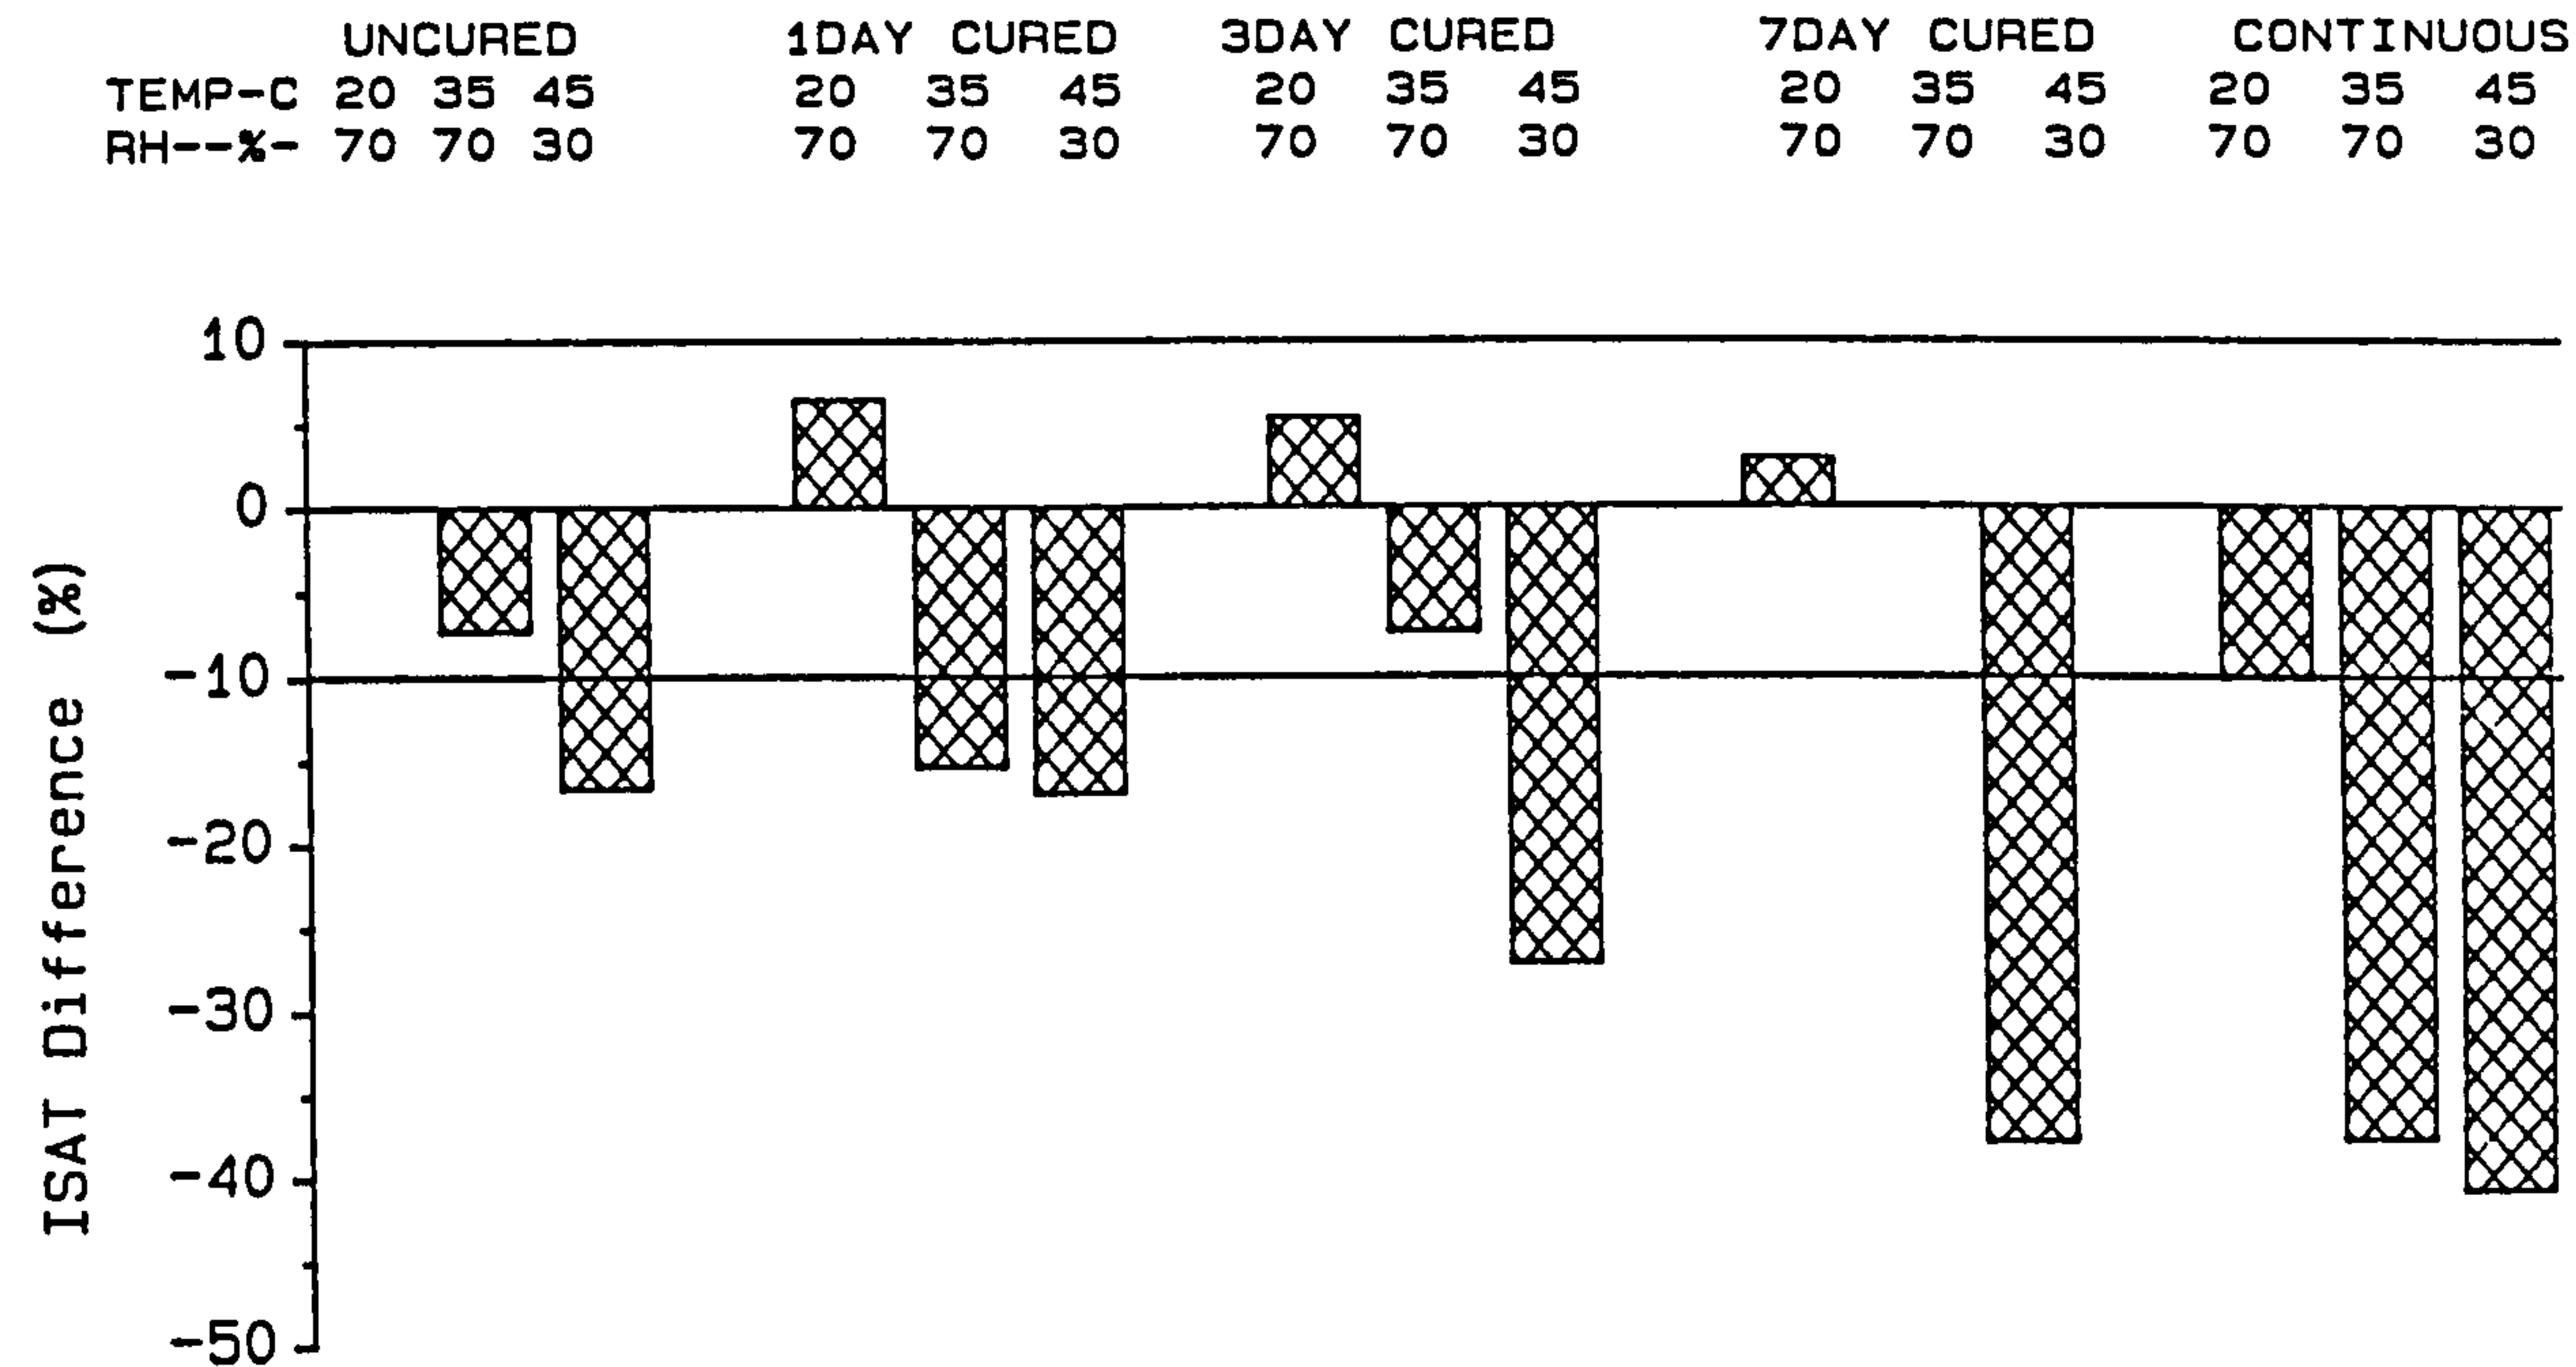 UNCURED 1DAY CURED 3DAY CURED 7DAY CURED CONTINUOUS
TEMP-C 20 35 45 20 35 45 20 35 45 20 35 45 20 35 45
RH--%- 70 70 30 70 70 30 70 70 30 70 70 30 70 70 30
10
0
-10
-20
-30
-40
-50
ISAT Difference (%)